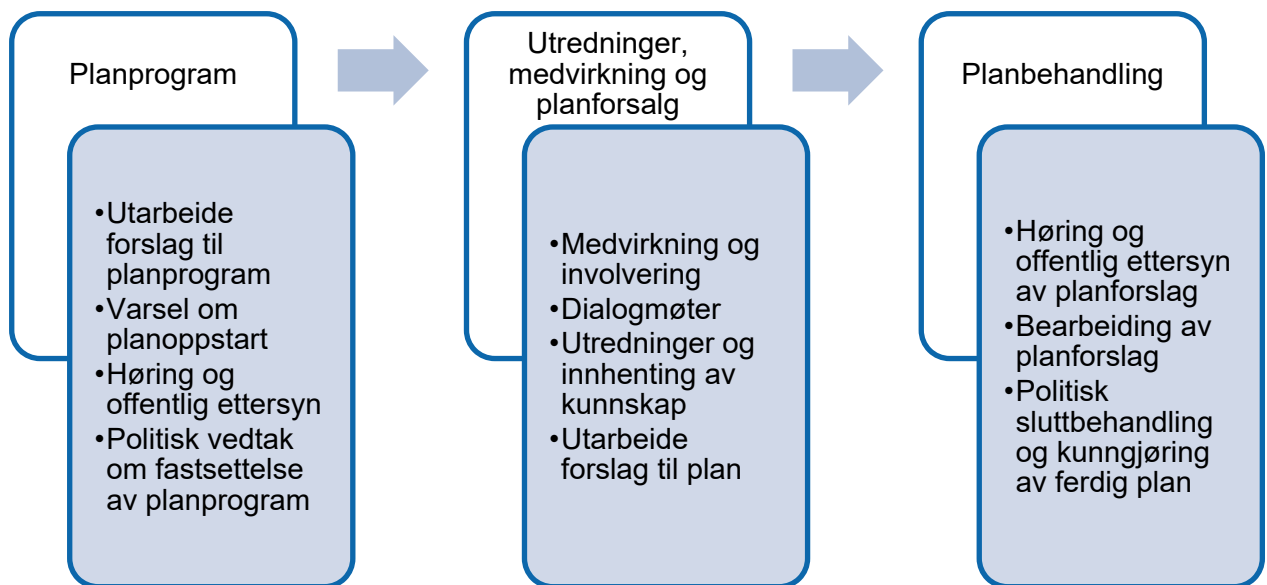 Planprogram
•Utarbeide
forslag til
planprogram
•Varsel om
planoppstart
•Høring og
offentlig ettersyn
•Politisk vedtak
om fastsettelse
av planprogram
Utredninger,
medvirkning og
planforsalg
•Medvirkning og
involvering
•Dialogmøter
•Utredninger og
innhenting av
kunnskap
•Utarbeide
forslag til plan
Planbehandling
•Høring og
offentlig ettersyn
av planforslag
•Bearbeiding av
planforslag
•Politisk
sluttbehandling
og kunngjøring
av ferdig plan